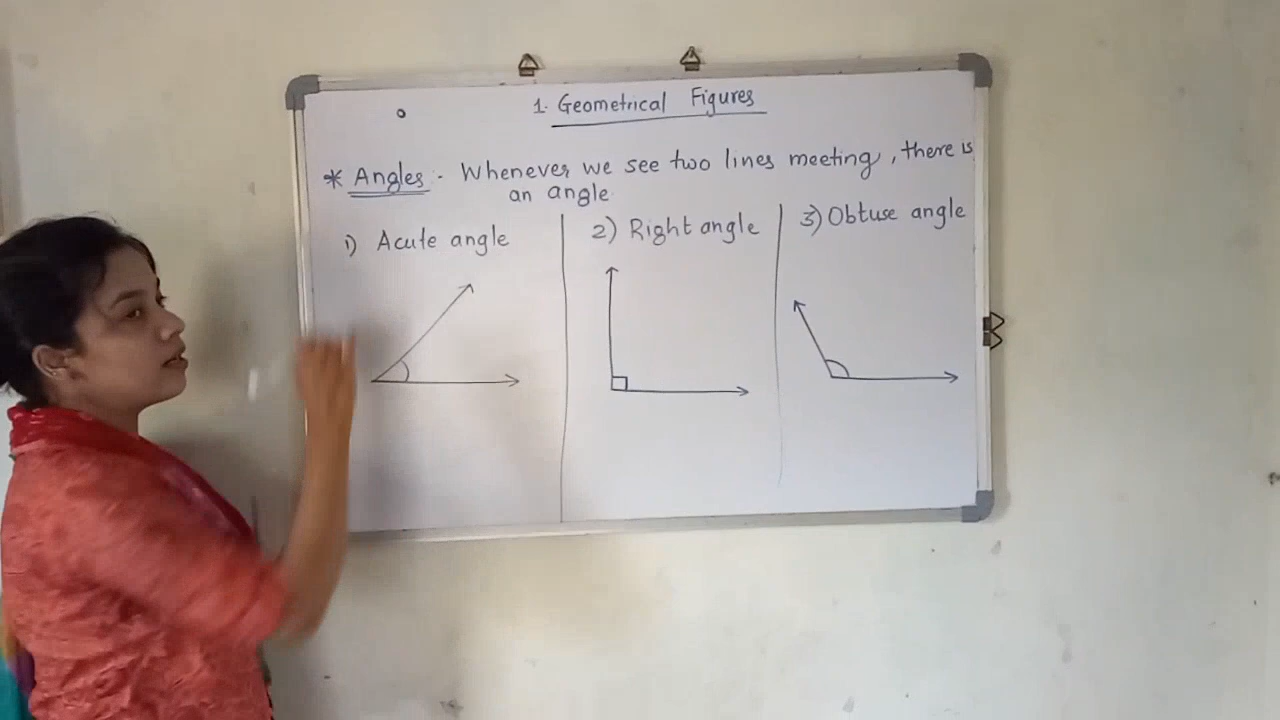 1. Geometrical Figures
* Angles :- Whenever we see two lines meeting, there is
an angle.
1) Acute angle
2) Right angle
3) Obtuse angle